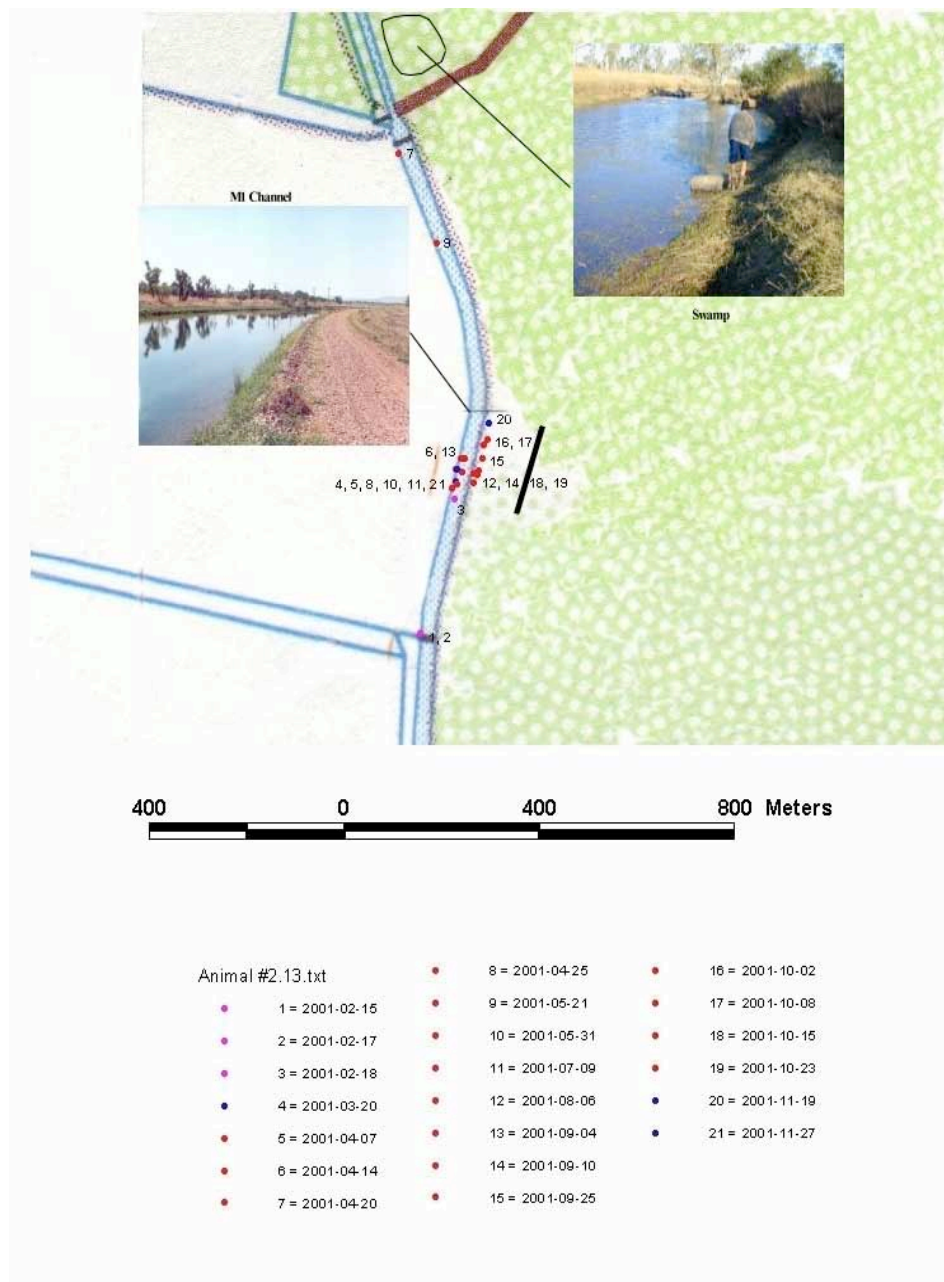 7
M1 Channel
9
Swamp
20
16, 17
6, 13
15
4, 5, 8, 10, 11, 21
12, 14, 18, 19
3
1, 2
400 0 400 800 Meters
Animal #2.13.txt
1 = 2001-02-15
2 = 2001-02-17
3 = 2001-02-18
4 = 2001-03-20
5 = 2001-04-07
6 = 2001-04-14
7 = 2001-04-20
8 = 2001-04-25
9 = 2001-05-21
10 = 2001-05-31
11 = 2001-07-09
12 = 2001-08-06
13 = 2001-09-04
14 = 2001-09-10
15 = 2001-09-25
16 = 2001-10-02
17 = 2001-10-08
18 = 2001-10-15
19 = 2001-10-23
20 = 2001-11-19
21 = 2001-11-27